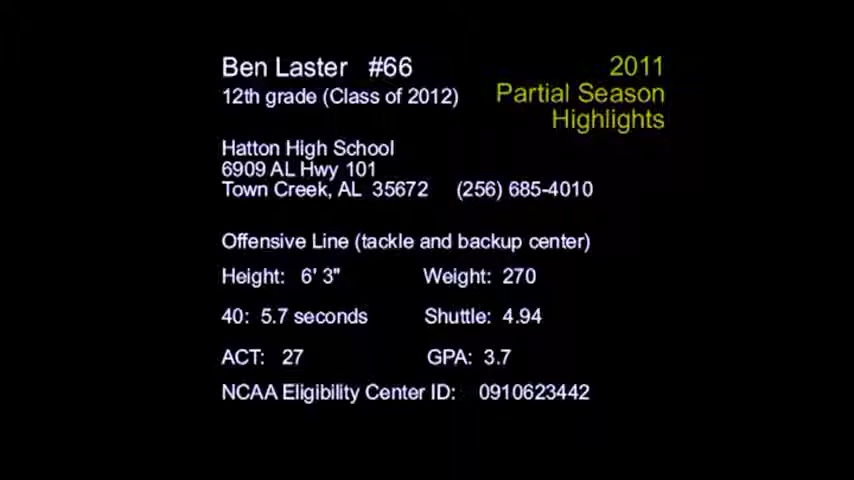 Ben Laster #66
2011
Partial Season
Highlights
12th grade (Class of 2012)
Hatton High School
6909 AL Hwy 101
Town Creek, AL 35672 (256) 685-4010
Offensive Line (tackle and backup center)
Height: 6' 3" Weight: 270
40: 5.7 seconds Shuttle: 4.94
ACT: 27 GPA: 3.7
NCAA Eligibility Center ID: 0910623442